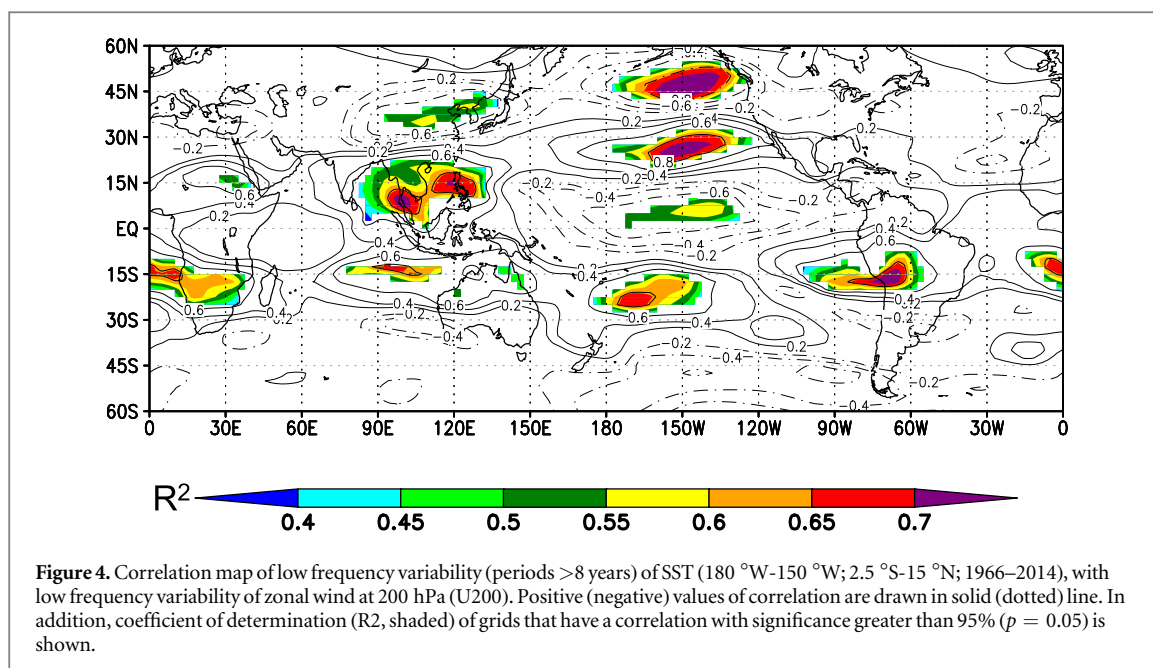 60N
45N
30N
15N
EQ
15S
30S
45S
60S
0 30E 60E 90E 120E 150E 180 150W 120W 90W 60W 30W 0
R2
0.4 0.45 0.5 0.55 0.6 0.65 0.7
Figure 4. Correlation map of low frequency variability (periods >8 years) of SST (180 °W-150 °W; 2.5 °S-15 °N; 1966–2014), with
low frequency variability of zonal wind at 200 hPa (U200). Positive (negative) values of correlation are drawn in solid (dotted) line. In
addition, coefficient of determination (R2, shaded) of grids that have a correlation with significance greater than 95% (p = 0.05) is
shown.